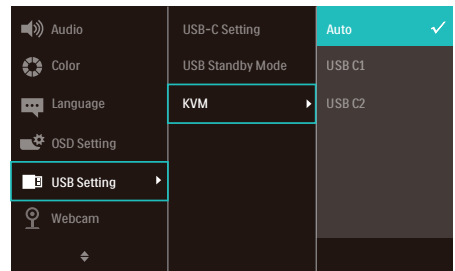 Audio
Color
Language
OSD Setting
USB Setting
Webcam
USB-C Setting
USB Standby Mode
KVM
Auto
USB C1
USB C2